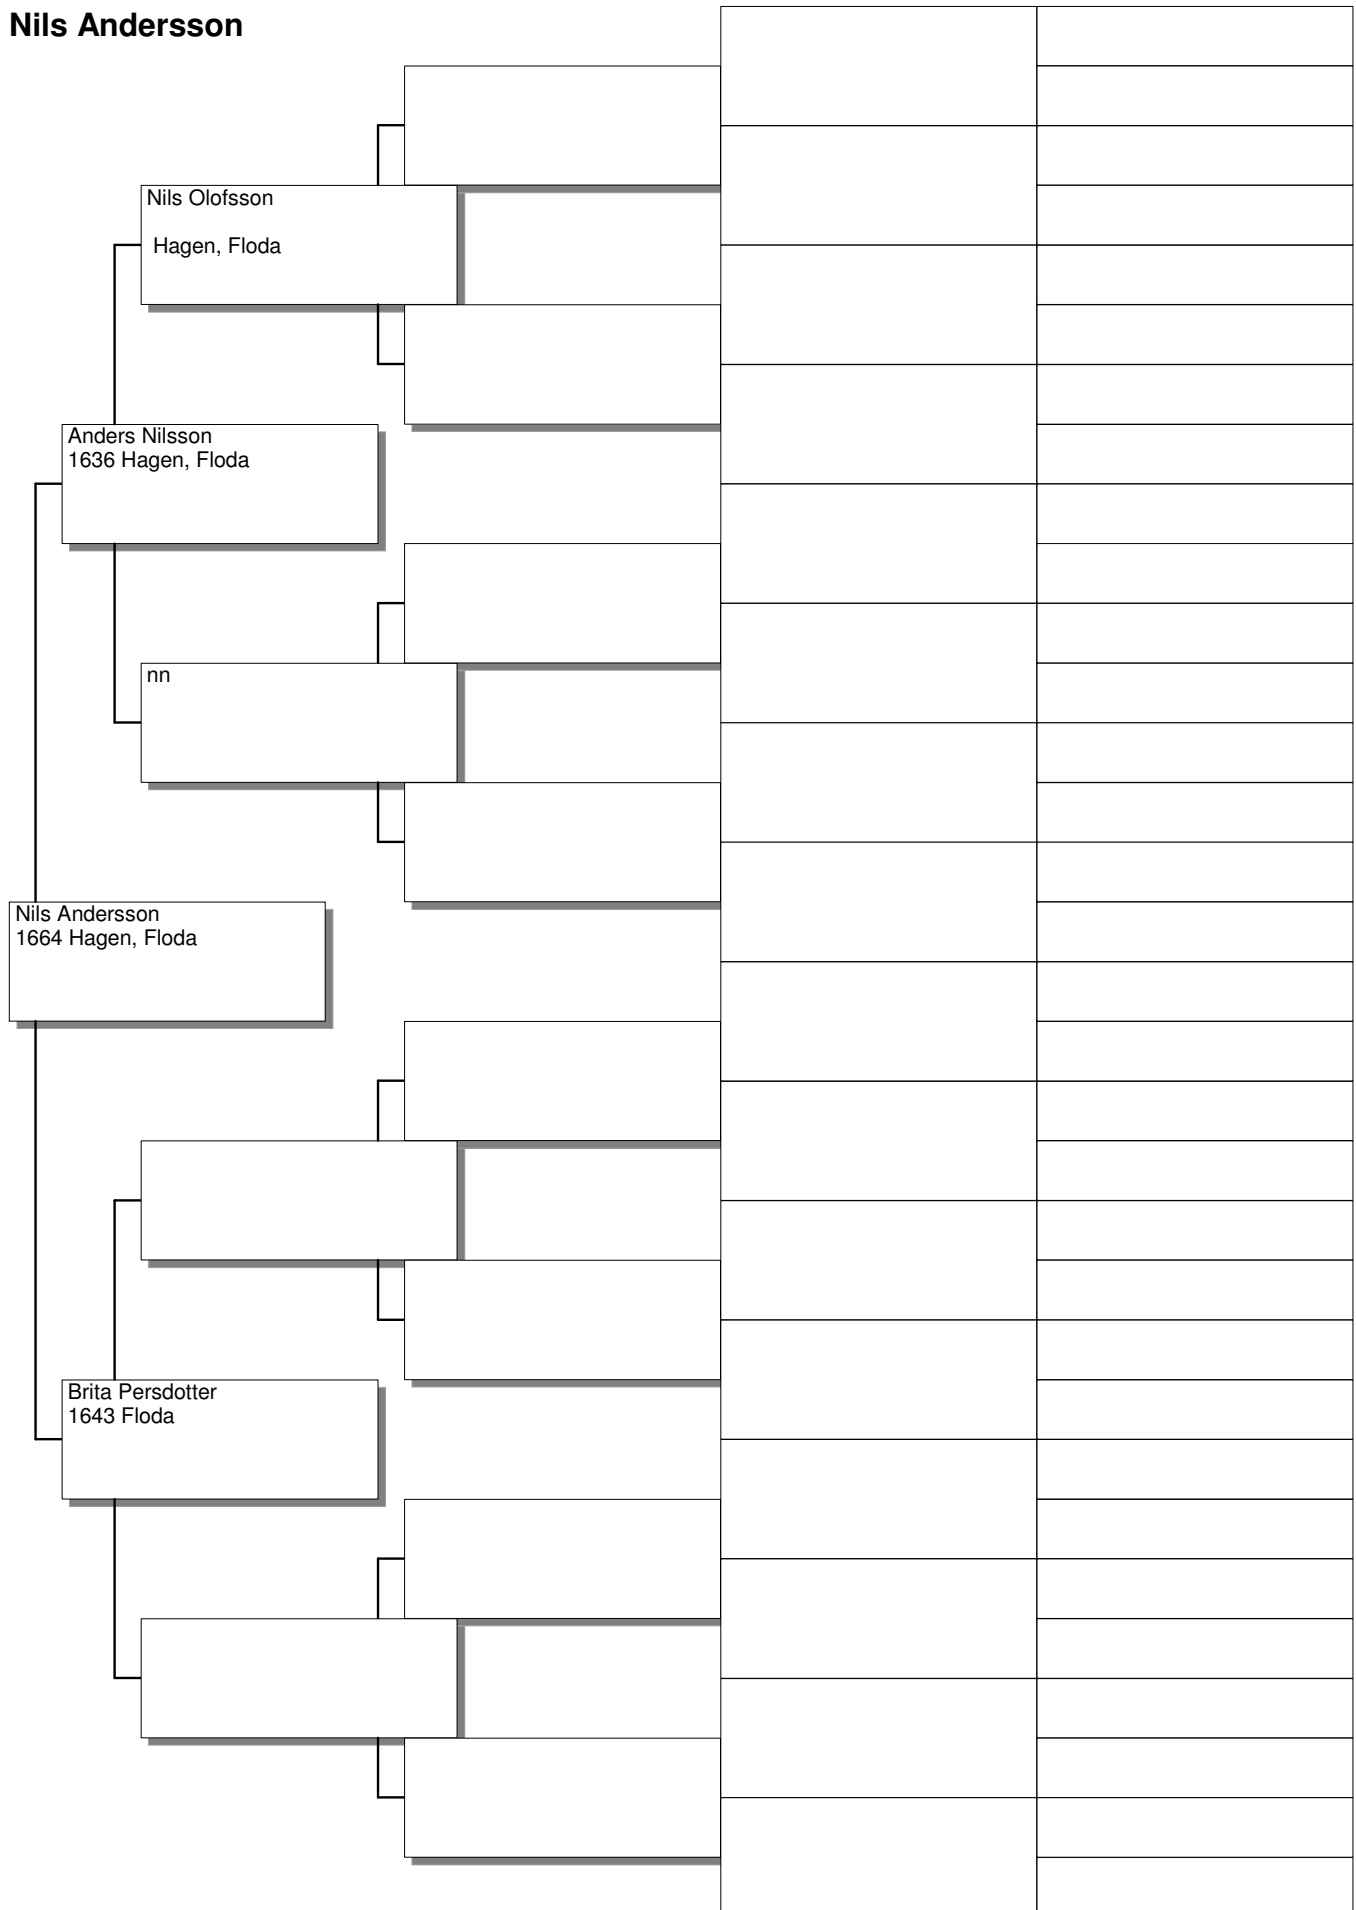 Nils Andersson
Nils Olofsson
Hagen, Floda
Anders Nilsson
1636 Hagen, Floda
nn
Nils Andersson
1664 Hagen, Floda
Brita Persdotter
1643 Floda